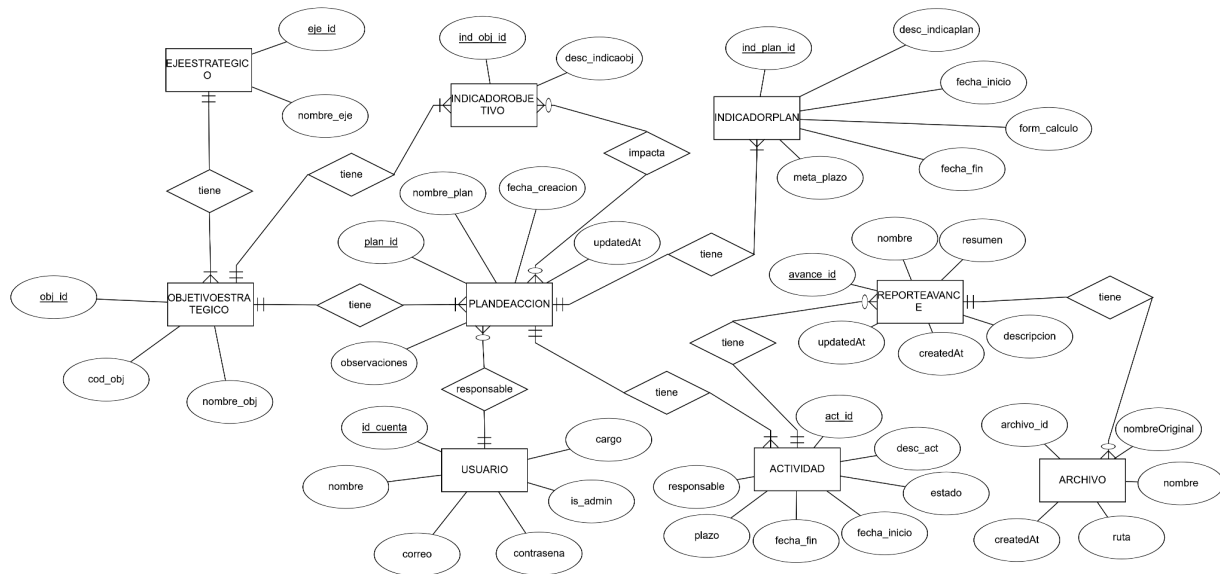 eje_id
EJEESTRATEGIC
O
nombre_eje
ind_obj_id
desc_indicaobj
INDICADOROBJE
TIVO
ind_plan_id
desc_indicaplan
fecha_inicio
INDICADORPLAN
form_calculo
fecha_fin
meta_plazo
tiene
tiene
impacta
nombre_plan
fecha_creacion
plan_id
updatedAt
tiene
nombre
resumen
avance_id
obj_id
OBJETIVOESTRA
TEGICO
tiene
PLANDEACCION
REPORTEAVANC
E
tiene
tiene
observaciones
updatedAt
createdAt
descripcion
cod_obj
nombre_obj
responsable
tiene
id_cuenta
cargo
act_id
archivo_id
nombreOriginal
desc_act
nombre
USUARIO
is_admin
responsable
ACTIVIDAD
estado
ARCHIVO
nombre
correo
contrasena
plazo
fecha_fin
fecha_inicio
createdAt
ruta